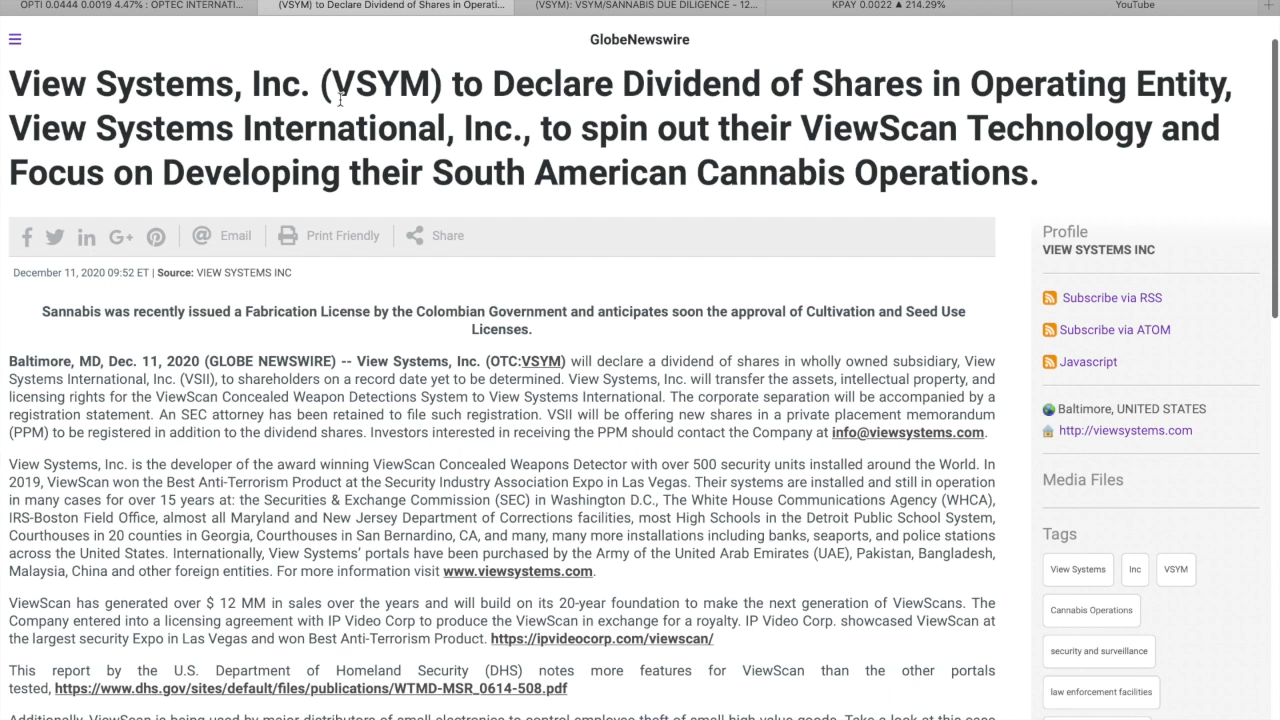 OPTI 0.0444 0.0019 4.47% : OPTEC INTERNATI...
(VSYM) to Declare Dividend of Shares in Operati...
(VSYM): VSYM/SANNABIS DUE DILIGENCE - 12...
KPAY 0.0022 ▲ 214.29%
YouTube
GlobeNewswire
View Systems, Inc. (VSYM) to Declare Dividend of Shares in Operating Entity,
View Systems International, Inc., to spin out their ViewScan Technology and
Focus on Developing their South American Cannabis Operations.
Email
Print Friendly
Share
December 11, 2020 09:52 ET | Source: VIEW SYSTEMS INC
Sannabis was recently issued a Fabrication License by the Colombian Government and anticipates soon the approval of Cultivation and Seed Use
Licenses.
Baltimore, MD, Dec. 11, 2020 (GLOBE NEWSWIRE) -- View Systems, Inc. (OTC:VSYM) will declare a dividend of shares in wholly owned subsidiary, View
Systems International, Inc. (VSII), to shareholders on a record date yet to be determined. View Systems, Inc. will transfer the assets, intellectual property, and
licensing rights for the ViewScan Concealed Weapon Detections System to View Systems International. The corporate separation will be accompanied by a
registration statement. An SEC attorney has been retained to file such registration. VSII will be offering new shares in a private placement memorandum
(PPM) to be registered in addition to the dividend shares. Investors interested in receiving the PPM should contact the Company at info@viewsystems.com.
View Systems, Inc. is the developer of the award winning ViewScan Concealed Weapons Detector with over 500 security units installed around the World. In
2019, ViewScan won the Best Anti-Terrorism Product at the Security Industry Association Expo in Las Vegas. Their systems are installed and still in operation
in many cases for over 15 years at: the Securities & Exchange Commission (SEC) in Washington D.C., The White House Communications Agency (WHCA),
IRS-Boston Field Office, almost all Maryland and New Jersey Department of Corrections facilities, most High Schools in the Detroit Public School System,
Courthouses in 20 counties in Georgia, Courthouses in San Bernardino, CA, and many, many more installations including banks, seaports, and police stations
across the United States. Internationally, View Systems' portals have been purchased by the Army of the United Arab Emirates (UAE), Pakistan, Bangladesh,
Malaysia, China and other foreign entities. For more information visit www.viewsystems.com.
ViewScan has generated over $ 12 MM in sales over the years and will build on its 20-year foundation to make the next generation of ViewScans. The
Company entered into a licensing agreement with IP Video Corp to produce the ViewScan in exchange for a royalty. IP Video Corp. showcased ViewScan at
the largest security Expo in Las Vegas and won Best Anti-Terrorism Product. https://ipvideocorp.com/viewscan/
This report by the U.S. Department of Homeland Security (DHS) notes more features for ViewScan than the other portals
tested, https://www.dhs.gov/sites/default/files/publications/WTMD-MSR_0614-508.pdf
Additionally, ViewScan is being used by major distributors of small electronics to control employee theft of small high value goods. Take a look at this case
Profile
VIEW SYSTEMS INC
Subscribe via RSS
Subscribe via ATOM
Javascript
Baltimore, UNITED STATES
http://viewsystems.com
Media Files
Tags
View Systems
Inc
VSYM
Cannabis Operations
security and surveillance
law enforcement facilities